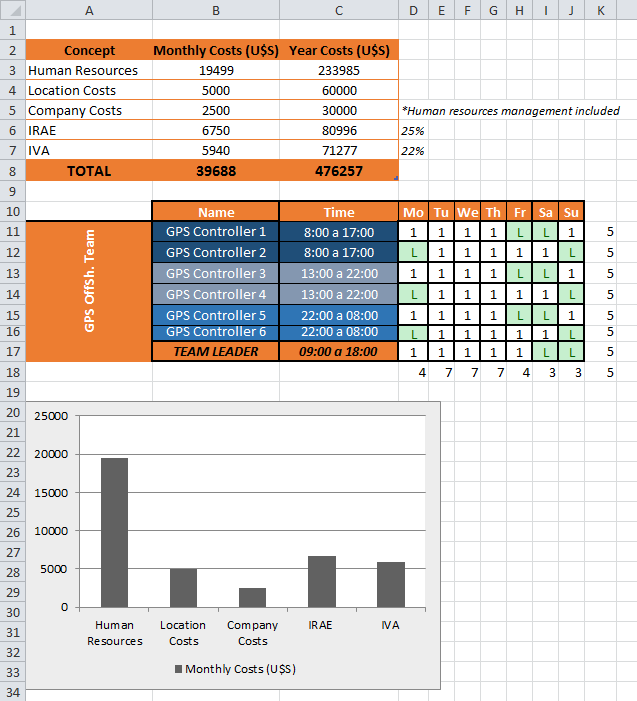 A B C D E F G H I J K
1
2 Concept Monthly Costs (U$S) Year Costs (U$S)
3 Human Resources 19499 233985
4 Location Costs 5000 60000
5 Company Costs 2500 30000 *Human resources management included
6 IRAE 6750 80996 25%
7 IVA 5940 71277 22%
8 TOTAL 39688 476257
9
10 Name Time Mo Tu We Th Fr Sa Su
GPS OffSh. Team
11 GPS Controller 1 8:00 a 17:00 1 1 1 1 L L 1 5
12 GPS Controller 2 8:00 a 17:00 L 1 1 1 1 1 L 5
13 GPS Controller 3 13:00 a 22:00 1 1 1 1 L L 1 5
14 GPS Controller 4 13:00 a 22:00 L 1 1 1 1 1 L 5
15 GPS Controller 5 22:00 a 08:00 1 1 1 1 L L 1 5
16 GPS Controller 6 22:00 a 08:00 L 1 1 1 1 1 L 5
17 TEAM LEADER 09:00 a 18:00 1 1 1 1 1 L L 5
18 4 7 7 7 4 3 3 5
19
20 25000
21
22 20000
23
24 15000
25
26 10000
27
28 5000
29
30 0
31 Human Location Company IRAE IVA
32 Resources Costs Costs
33 Monthly Costs (U$S)
34